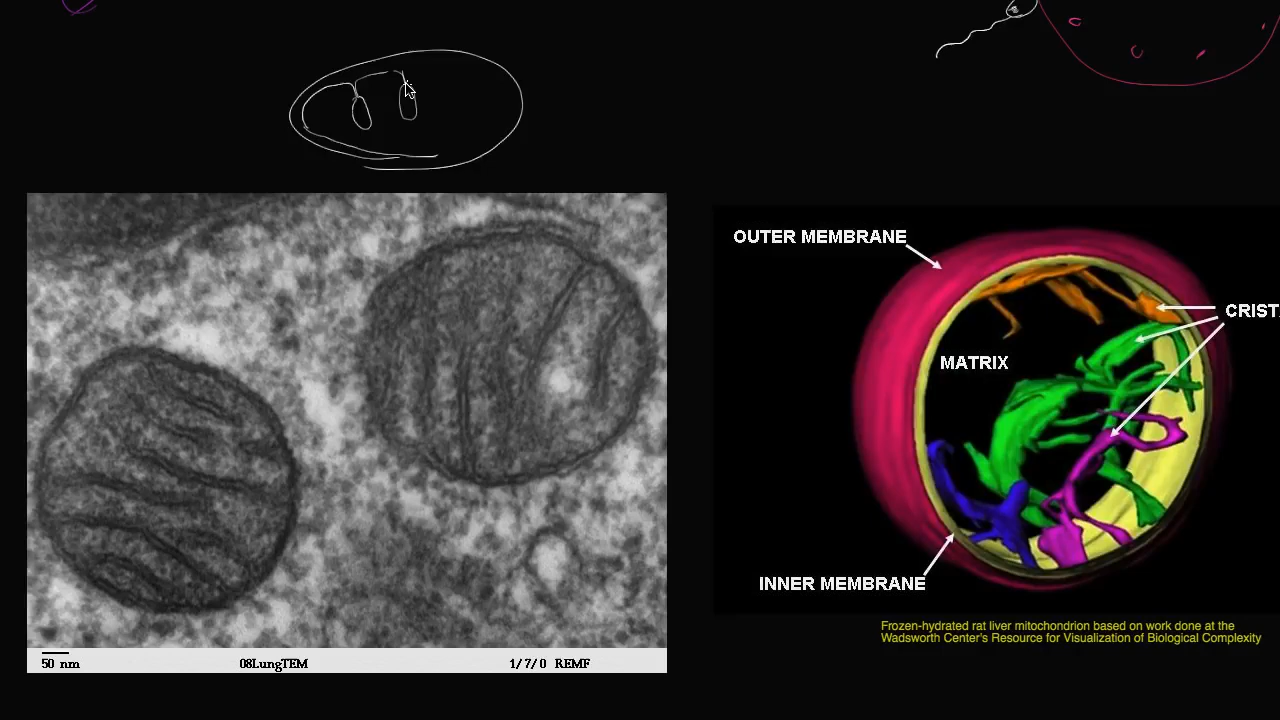 OUTER MEMBRANE
CRIST
MATRIX
INNER MEMBRANE
Frozen-hydrated rat liver mitochondrion based on work done at the
Wadsworth Center's Resource for Visualization of Biological Complexity
50 nm 08LungTEM 1/7/0 REMF